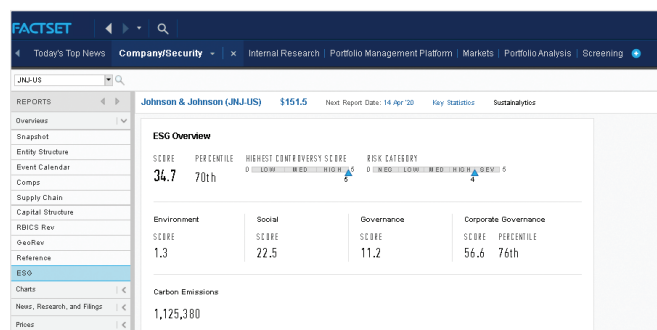 FACTSET
Today's Top News Company/Security × Internal Research Portfolio Management Platform Markets Portfolio Analysis Screening
JNJ-US
REPORTS
Johnson & Johnson (JNJ-US) $151.5 Next Report Date: 14 Apr '20 Key Statistics Sustainalytics
Overviews
Snapshot
Entity Structure
Event Calendar
Comps
Supply Chain
Capital Structure
RBICS Rev
GeoRev
Reference
ESG
Charts
News, Research, and Filings
Prices
ESG Overview
SCORE PERCENTILE HIGHEST CONTROVERSY SCORE RISK CATEGORY
0 LOW MED HIGH 5 0 NEG LOW MED HIGH SEV 5
34.7 70th 5 4
Environment Social Governance Corporate Governance
SCORE SCORE SCORE SCORE PERCENTILE
1.3 22.5 11.2 56.6 76th
Carbon Emissions
1,125,380